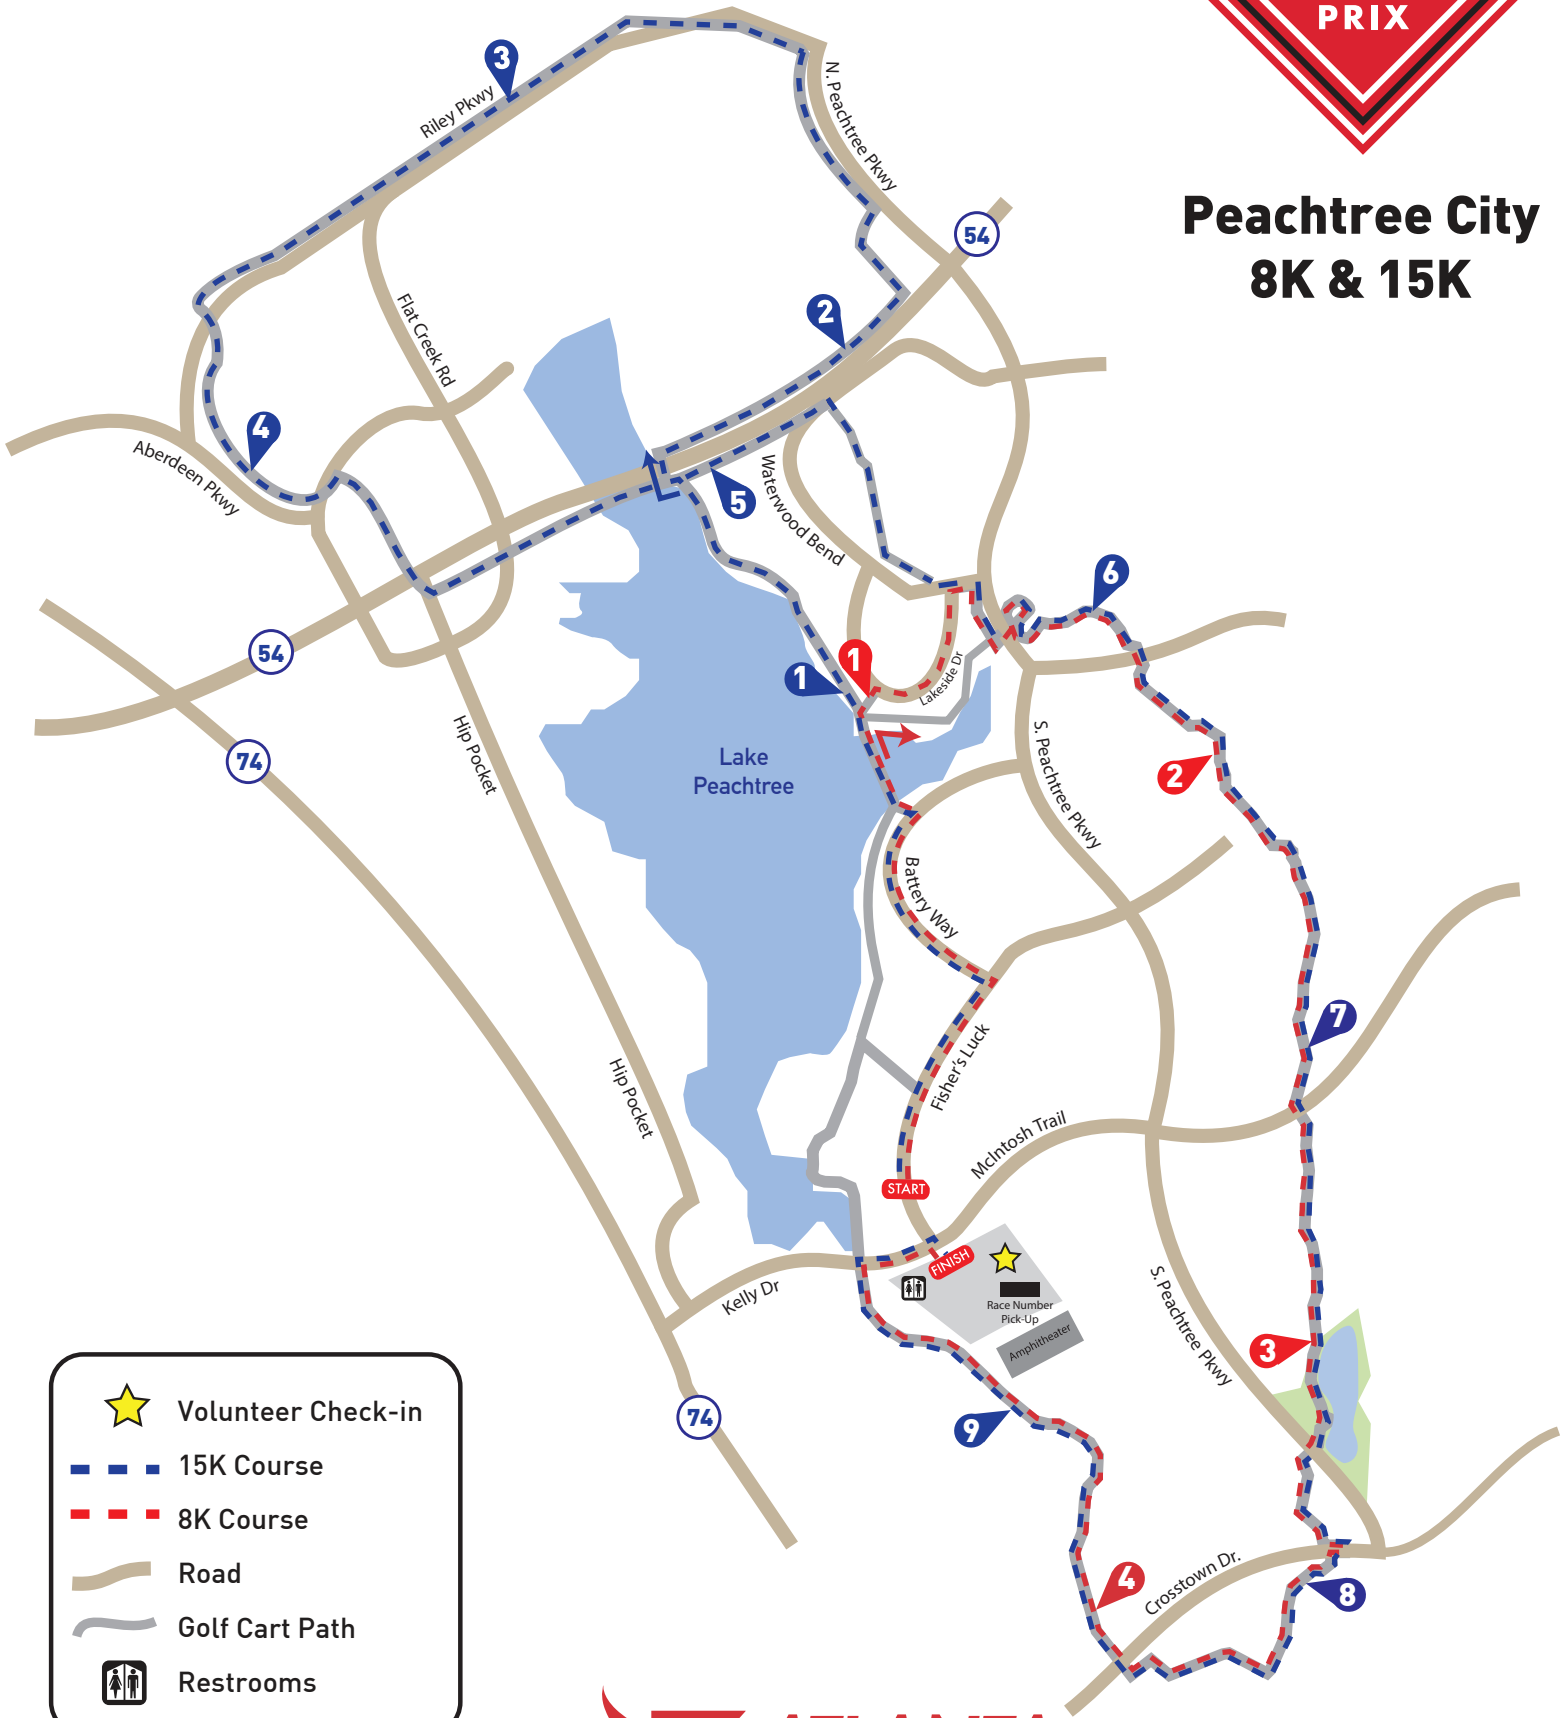 PRIX
Peachtree City
8K & 15K
3
Riley Pkwy
N. Peachtree Pkwy
54
2
Flat Creek Rd
4
Aberdeen Pkwy
5
Waterwood Bend
6
54
1
1
Lakeside Dr
74
Hip Pocket
Lake
Peachtree
S. Peachtree Pkwy
2
Battery Way
7
Fisher's Luck
Hip Pocket
McIntosh Trail
START
FINISH
Kelly Dr
Race Number
Pick-Up
Amphitheater
S. Peachtree Pkwy
3
74
9
4
Crosstown Dr.
8
Volunteer Check-in
15K Course
8K Course
Road
Golf Cart Path
Restrooms
ATLANTA